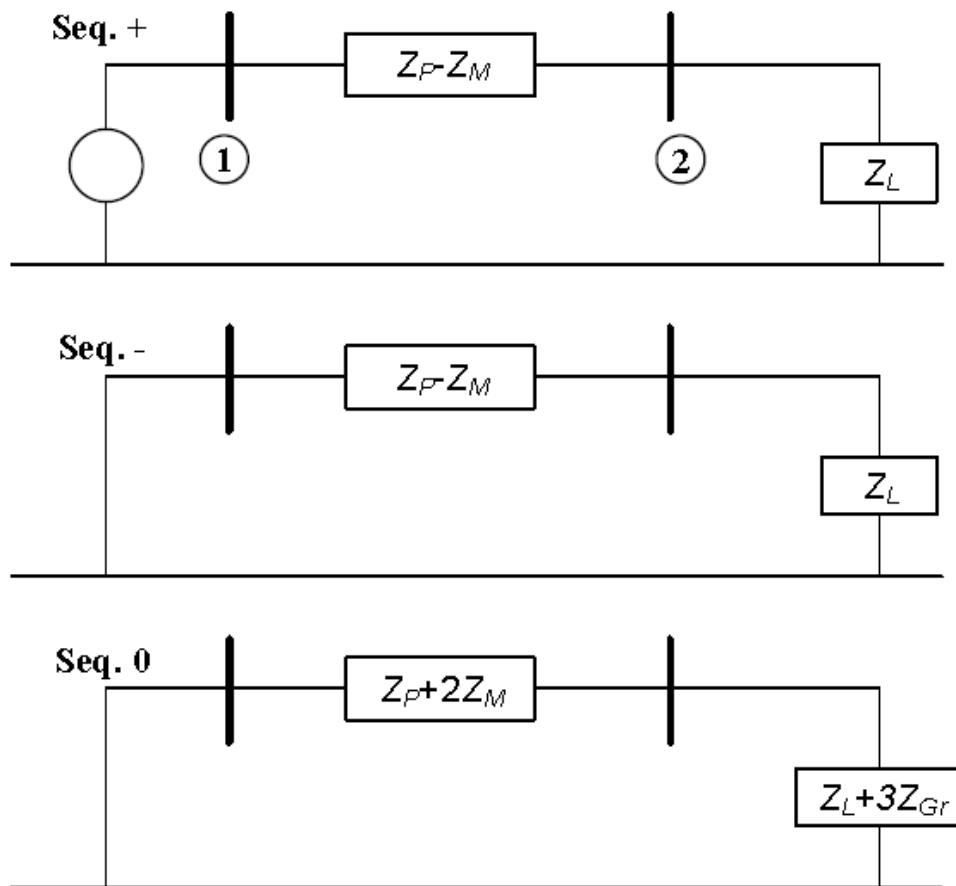 Seq. +
Z_P-Z_M
1
2
Z_L
Seq. -
Z_P-Z_M
Z_L
Seq. 0
Z_P+2Z_M
Z_L+3Z_Gr